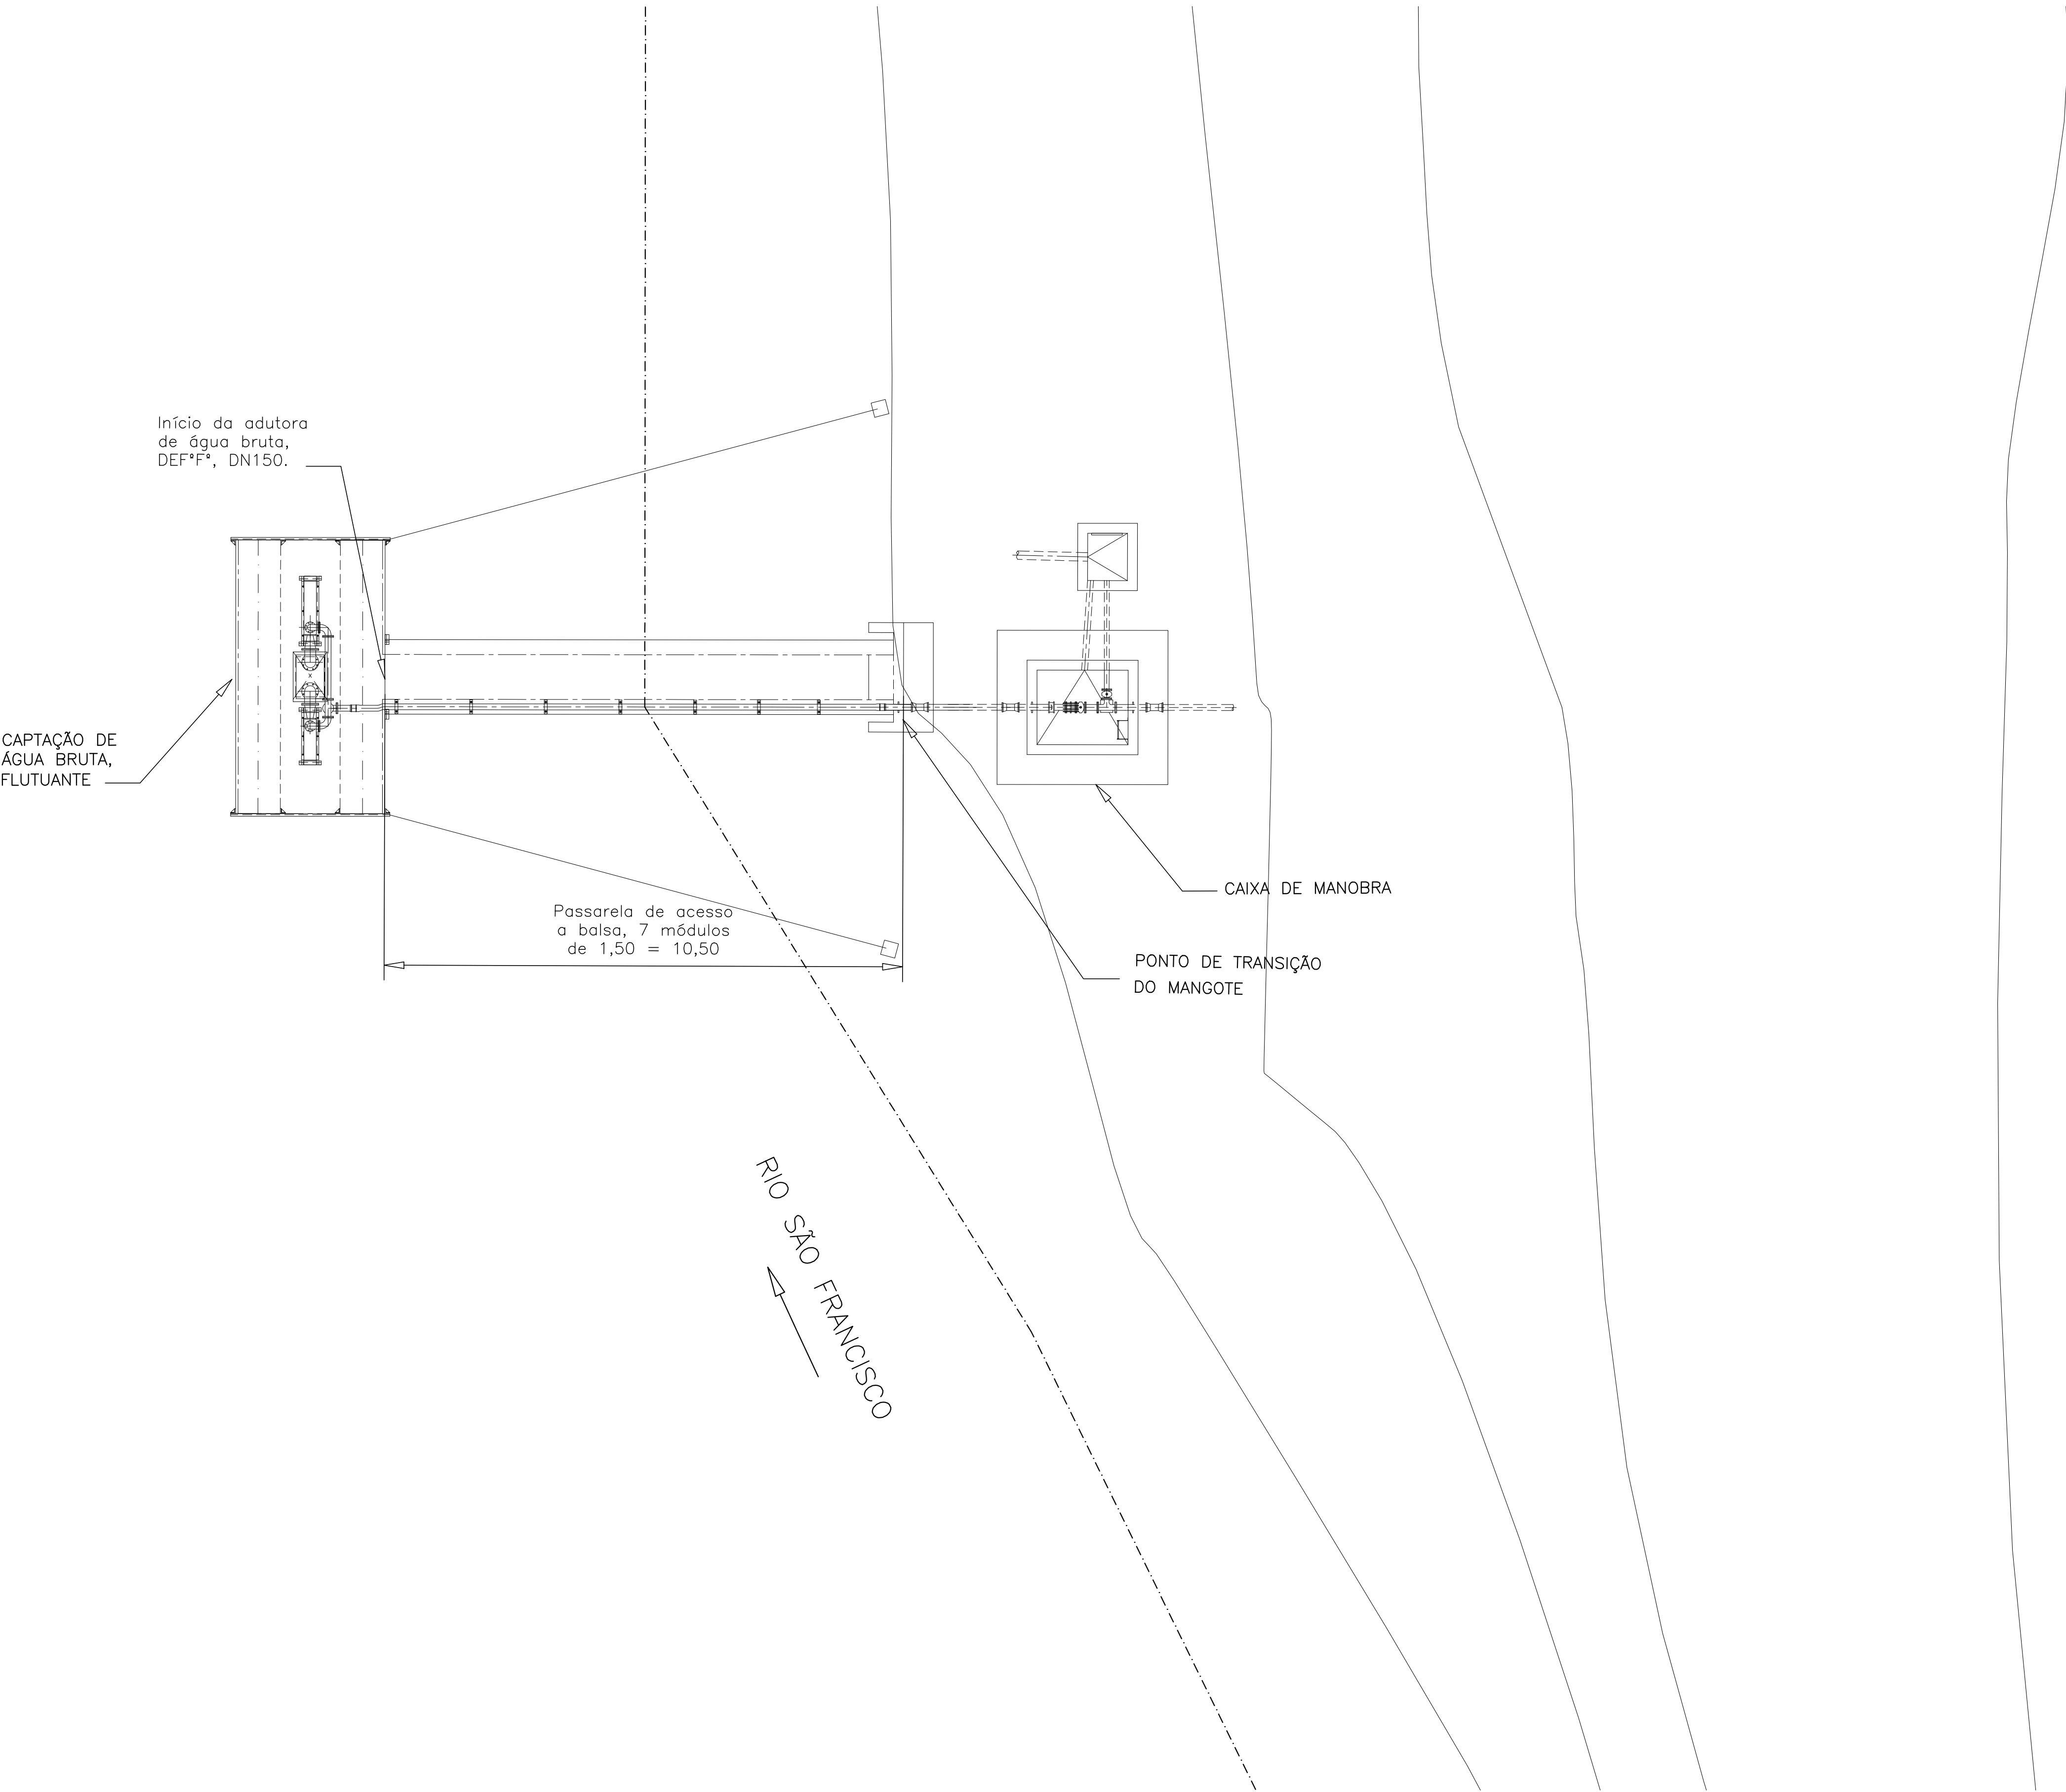 Início da adutora
de água bruta,
DEFºFº, DN150.
CAPTAÇÃO DE
ÁGUA BRUTA,
FLUTUANTE
x
CAIXA DE MANOBRA
Passarela de acesso
a balsa, 7 módulos
de 1,50 = 10,50
PONTO DE TRANSIÇÃO
DO MANGOTE
RIO SÃO FRANCISCO